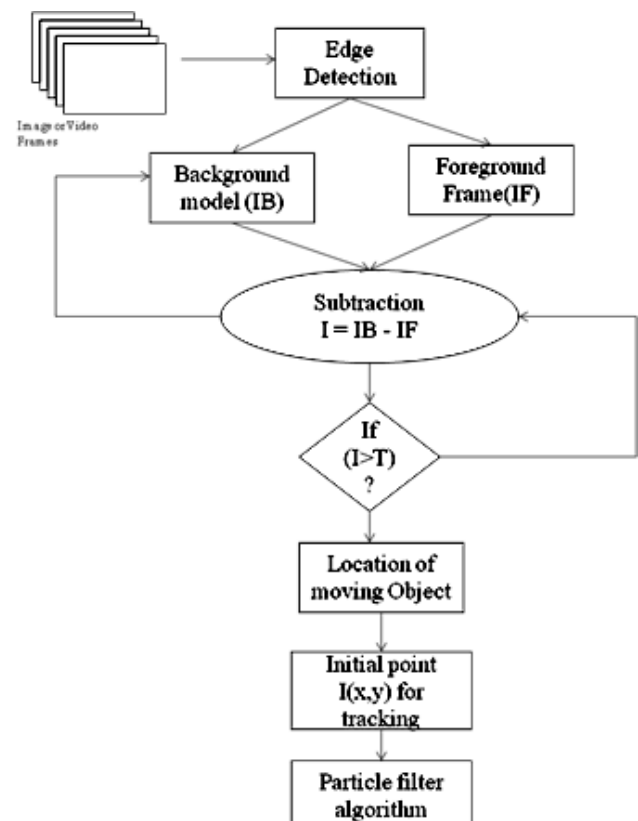 Edge
Detection
Image or Video
Frames
Background
model (IB)
Foreground
Frame(IF)
Subtraction
I = IB - IF
If
(I>T)
?
Location of
moving Object
Initial point
I(x,y) for
tracking
Particle filter
algorithm